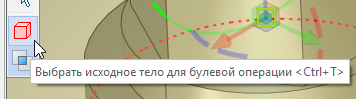 Выбрать исходное тело для булевой операции <Ctrl+T>